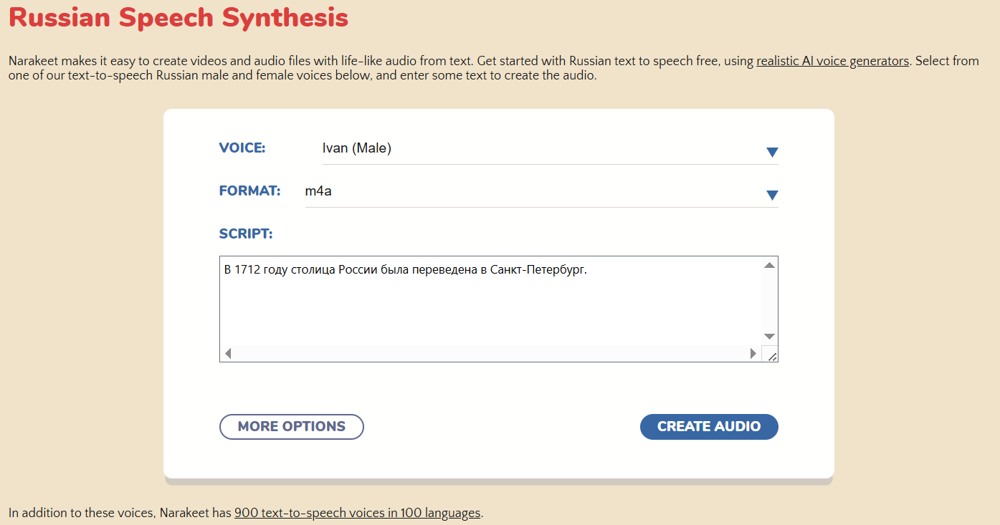 Russian Speech Synthesis
Narakeet makes it easy to create videos and audio files with life-like audio from text. Get started with Russian text to speech free, using realistic AI voice generators. Select from
one of our text-to-speech Russian male and female voices below, and enter some text to create the audio.
VOICE: Ivan (Male)
FORMAT: m4a
SCRIPT:
В 1712 году столица России была переведена в Санкт-Петербург.
MORE OPTIONS CREATE AUDIO
In addition to these voices, Narakeet has 900 text-to-speech voices in 100 languages.